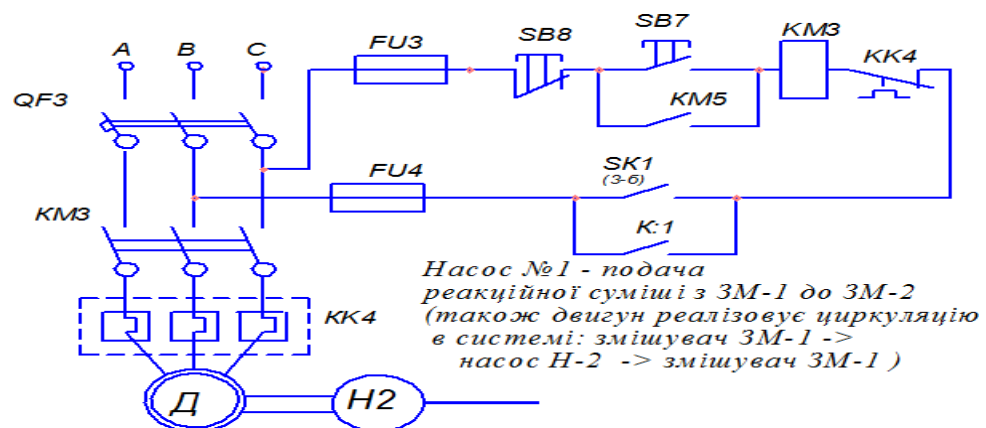 A B C
FU3
SB8
SB7
KM3
KK4
QF3
KM5
FU4
SK1
(3-6)
K:1
KM3
KK4
Насос №1 - подача
реакційної суміші з ЗМ-1 до ЗМ-2
(також двигун реалізовує циркуляцію
в системі: змішувач ЗМ-1 ->
насос Н-2 -> змішувач ЗМ-1 )
Д
Н2